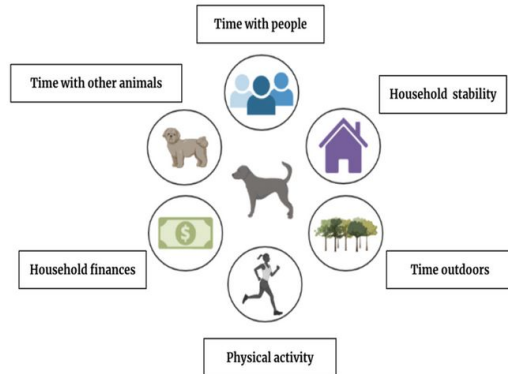 Time with people
Time with other animals
Household stability
$
Household finances
Time outdoors
Physical activity